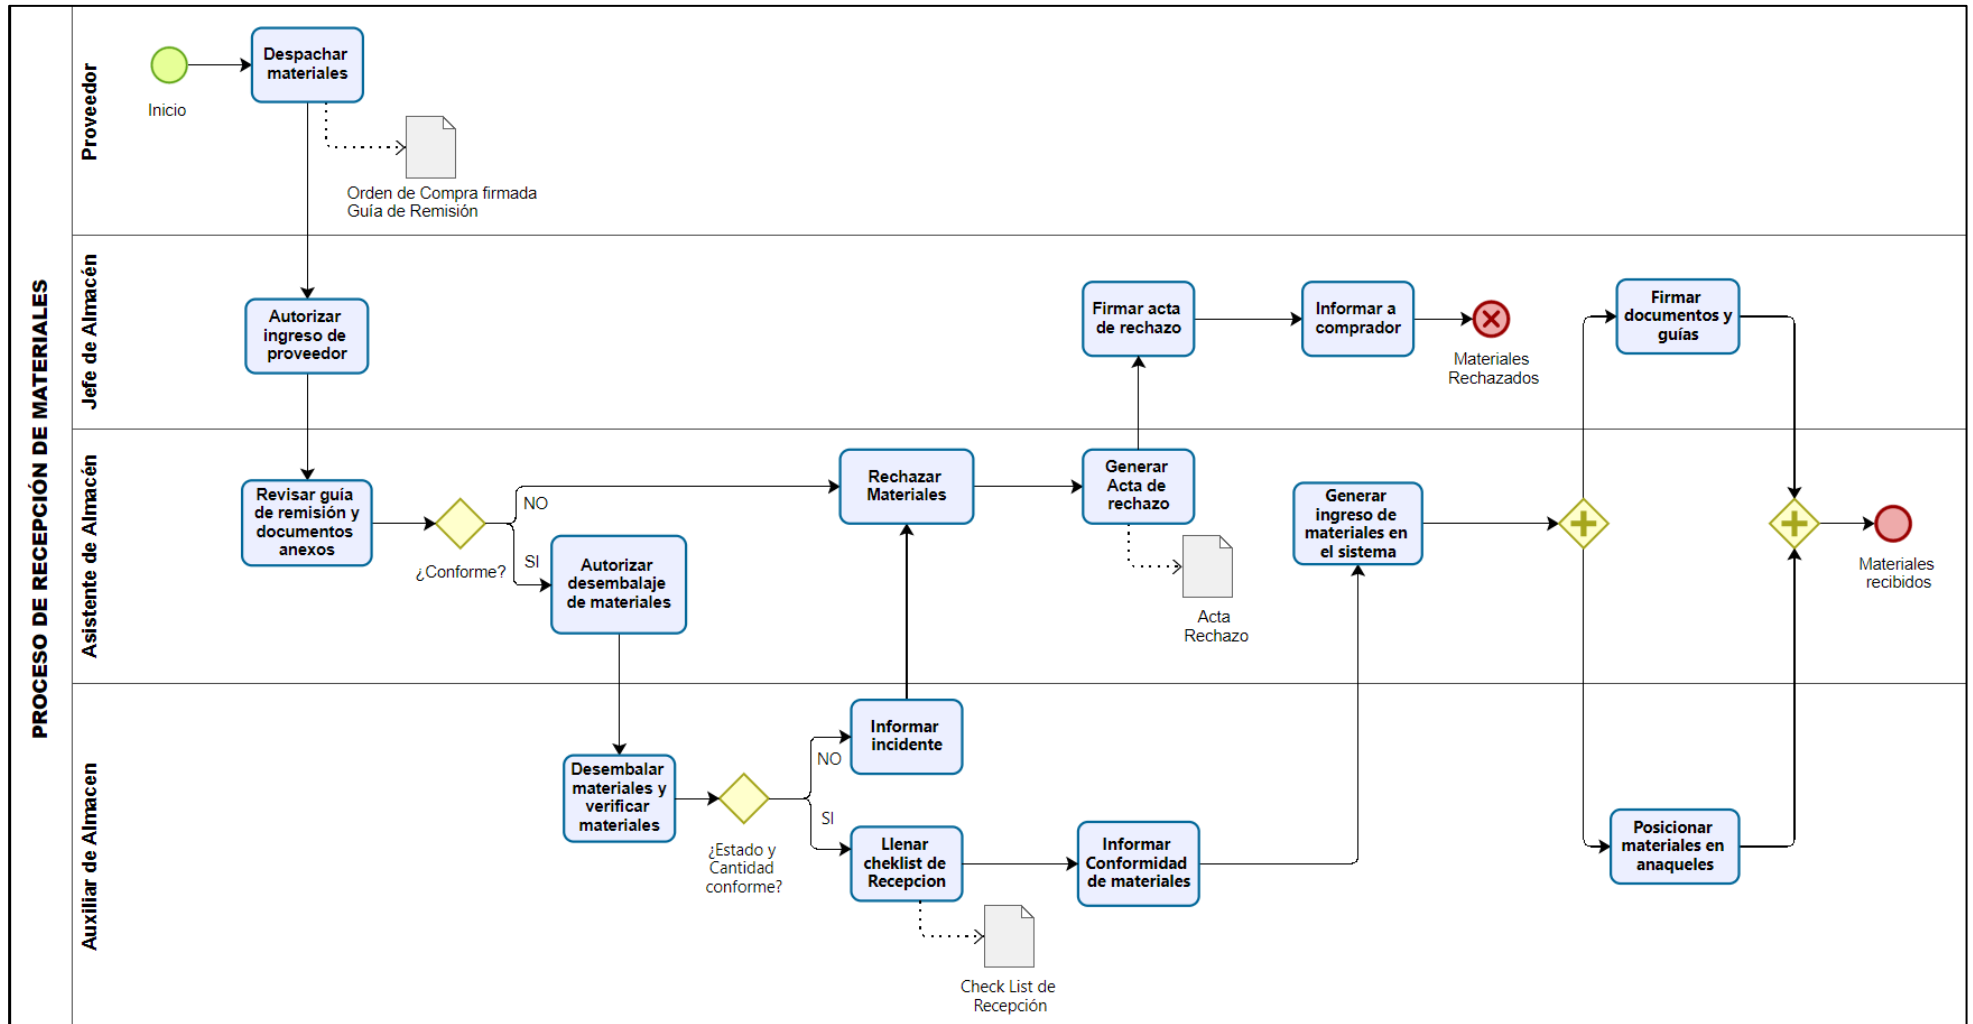 PROCESO DE RECEPCIÓN DE MATERIALES
Proveedor
Inicio
Despachar
materiales
Orden de Compra firmada
Guía de Remisión
Jefe de Almacén
Autorizar
ingreso de
proveedor
Firmar acta
de rechazo
Informar a
comprador
Materiales
Rechazados
Firmar
documentos y
guías
Asistente de Almacén
Revisar guía
de remisión y
documentos
anexos
¿Conforme?
NO
SI
Autorizar
desembalaje
de materiales
Rechazar
Materiales
Generar
Acta de
rechazo
Acta
Rechazo
Generar
ingreso de
materiales en
el sistema
Materiales
recibidos
Auxiliar de Almacen
Desembalar
materiales y
verificar
materiales
¿Estado y
Cantidad
conforme?
NO
SI
Informar
incidente
Llenar
cheklist de
Recepcion
Check List de
Recepción
Informar
Conformidad
de materiales
Posicionar
materiales en
anaqueles